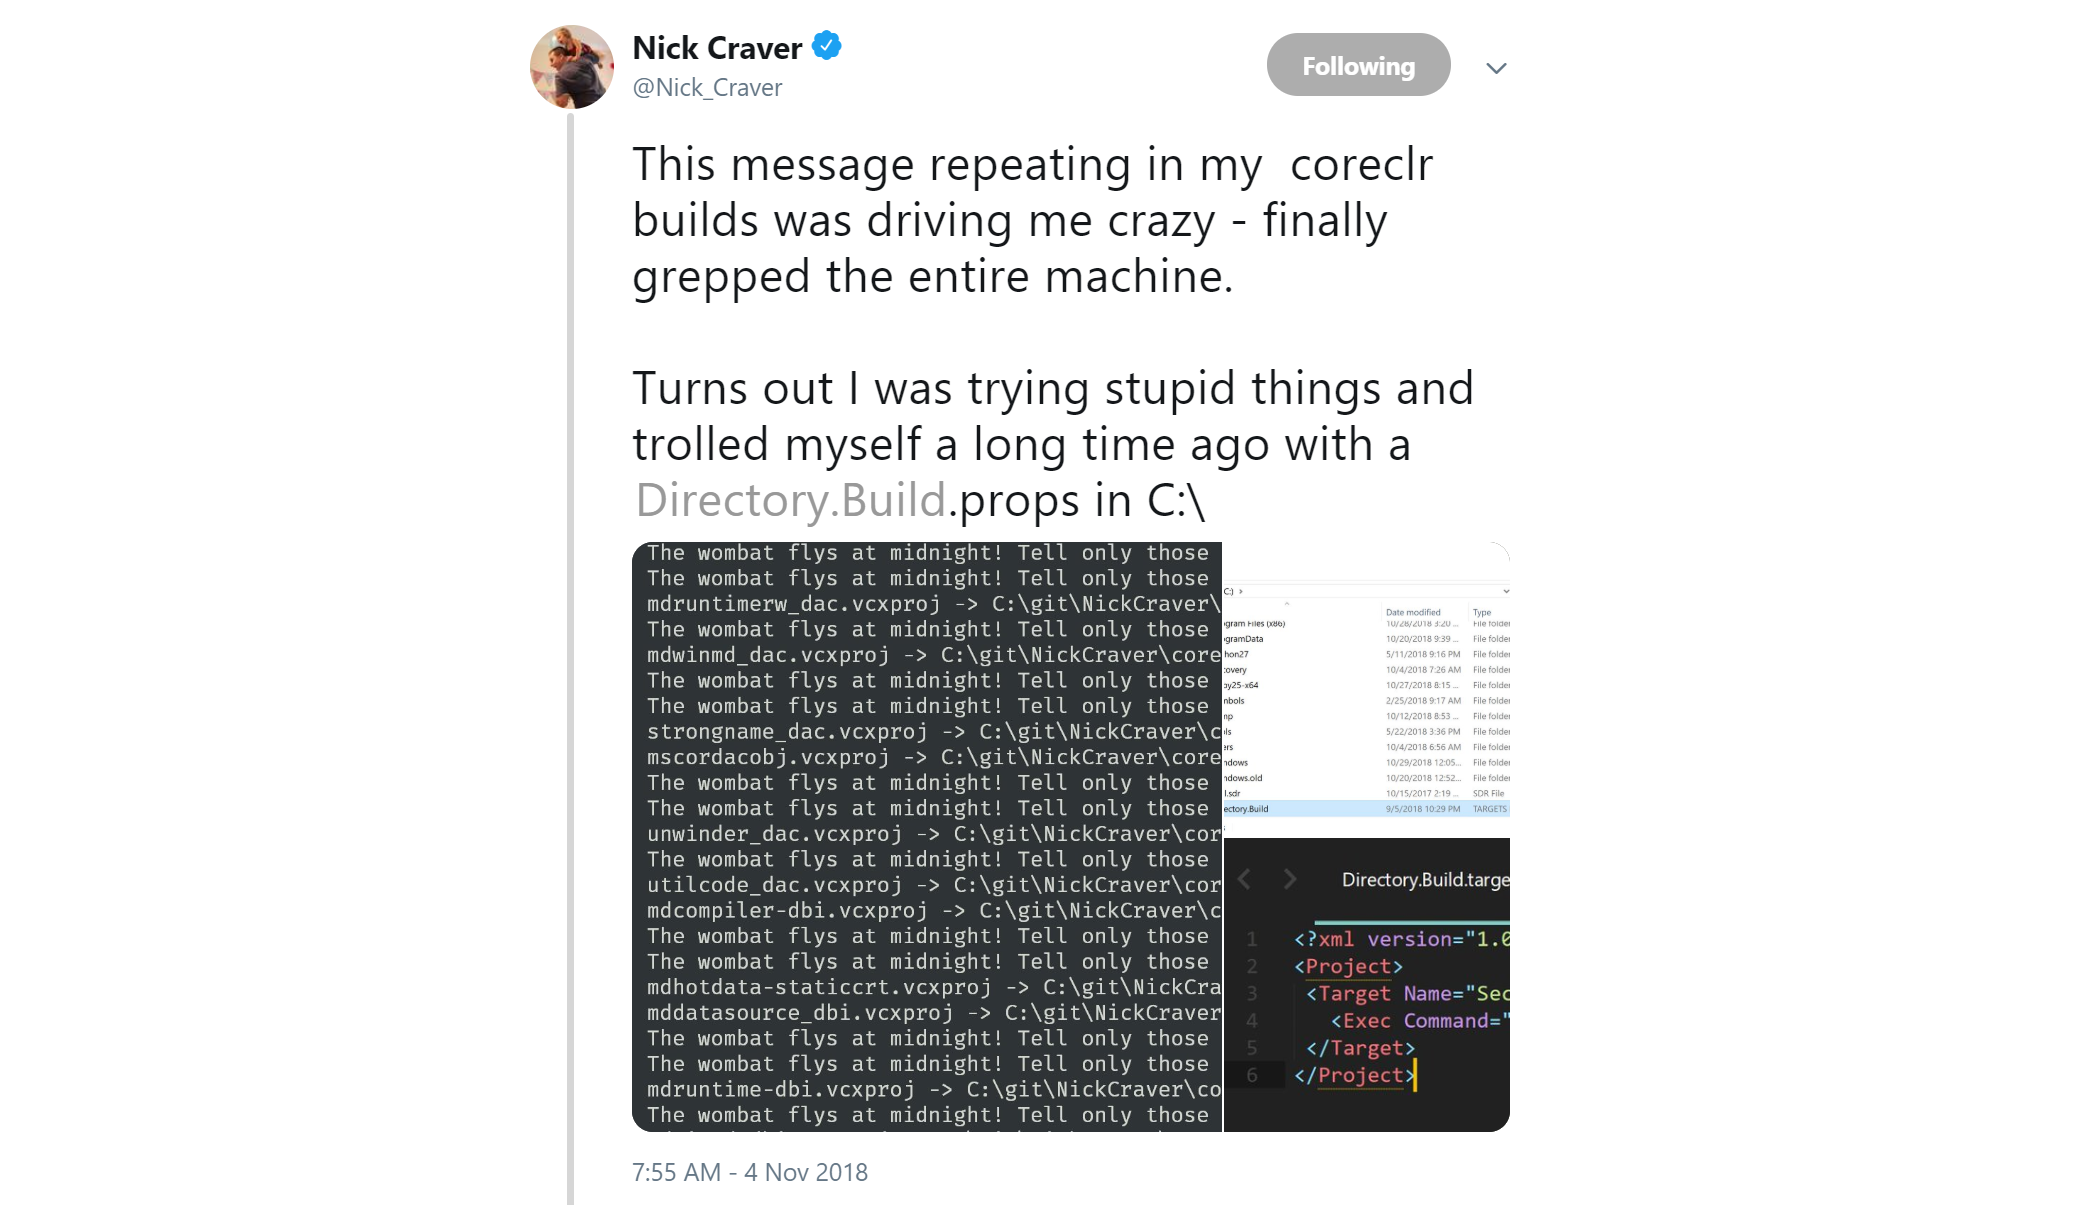 Nick Craver
@Nick_Craver
Following
This message repeating in my coreclr
builds was driving me crazy - finally
grepped the entire machine.
Turns out I was trying stupid things and
trolled myself a long time ago with a
Directory.Build.props in C:\
The wombat flys at midnight! Tell only those
The wombat flys at midnight! Tell only those
mdruntimerw_dac.vcxproj -> C:\git\NickCraver\
The wombat flys at midnight! Tell only those
mdwinmd_dac.vcxproj -> C:\git\NickCraver\core
The wombat flys at midnight! Tell only those
The wombat flys at midnight! Tell only those
strongname_dac.vcxproj -> C:\git\NickCraver\c
mscordacobj.vcxproj -> C:\git\NickCraver\core
The wombat flys at midnight! Tell only those
The wombat flys at midnight! Tell only those
unwinder_dac.vcxproj -> C:\git\NickCraver\cor
The wombat flys at midnight! Tell only those
utilcode_dac.vcxproj -> C:\git\NickCraver\cor
mdcompiler-dbi.vcxproj -> C:\git\NickCraver\c
The wombat flys at midnight! Tell only those
The wombat flys at midnight! Tell only those
mdhotdata-staticcrt.vcxproj -> C:\git\NickCra
mddatasource_dbi.vcxproj -> C:\git\NickCraver
The wombat flys at midnight! Tell only those
The wombat flys at midnight! Tell only those
mdruntime-dbi.vcxproj -> C:\git\NickCraver\co
The wombat flys at midnight! Tell only those
C:) >
Date modified Type
gram Files (x86) 10/28/2018 3:20 ... File folder
gramData 10/20/2018 9:39 ... File folder
hon27 5/11/2018 9:16 PM File folder
overy 10/4/2018 7:26 AM File folder
by25-x64 10/27/2018 8:15 ... File folder
mbols 2/25/2018 9:17 AM File folder
mp 10/12/2018 8:53 ... File folder
ls 5/22/2018 3:36 PM File folder
ers 10/4/2018 6:56 AM File folder
ndows 10/29/2018 12:05... File folder
ndows.old 10/20/2018 12:52... File folder
l.sdr 10/15/2017 2:19 ... SDR File
ectory.Build 9/5/2018 10:29 PM TARGETS
Directory.Build.targe
1 <?xml version="1.0
2 <Project>
3 <Target Name="Sec
4 <Exec Command="
5 </Target>
6 </Project>
7:55 AM - 4 Nov 2018